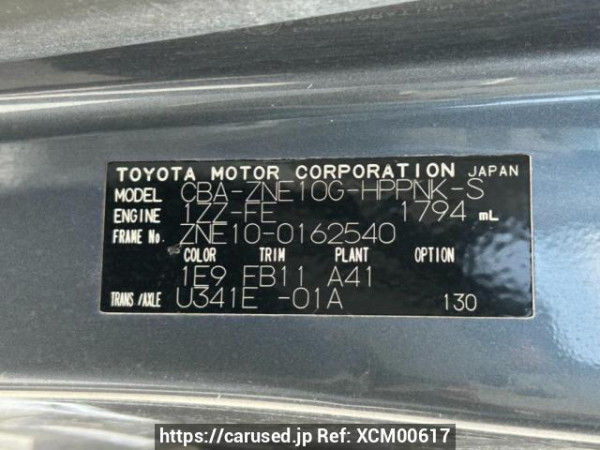 TOYOTA MOTOR CORPORATION JAPAN
MODEL CBA-ZNE10G-HPPNK-S
ENGINE 1ZZ-FE 1794 mL
FRAME No. ZNE10-0162540
COLOR TRIM PLANT OPTION
1E9 FB11 A41
TRANS/AXLE U341E -01A 130
https://carused.jp Ref: XCM00617